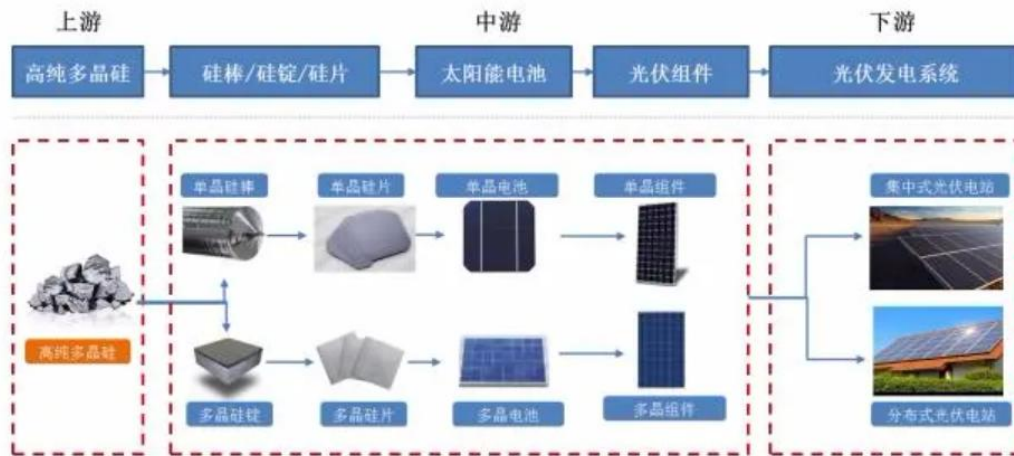 上游
中游
下游
高纯多晶硅
硅棒/硅锭/硅片
太阳能电池
光伏组件
光伏发电系统
单晶硅棒
单晶硅片
单晶电池
单晶组件
集中式光伏电站
高纯多晶硅
多晶硅锭
多晶硅片
多晶电池
多晶组件
分布式光伏电站